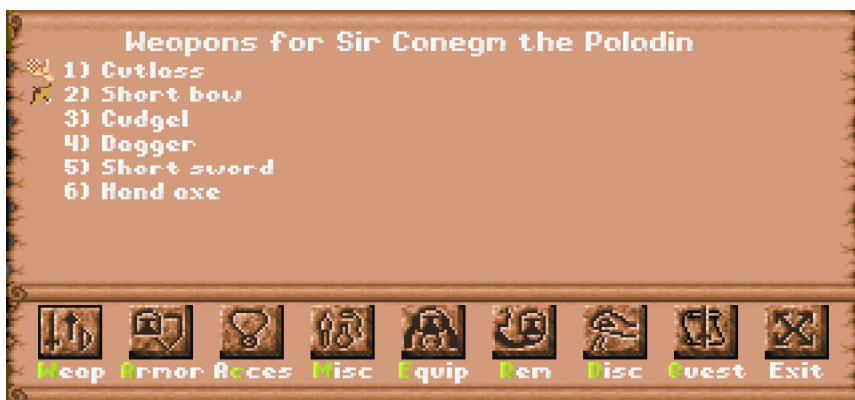 Weapons for Sir Canegm the Paladin
1) Cutlass
2) Short bow
3) Cudgel
4) Dagger
5) Short sword
6) Hand axe
Weap Armor Acces Misc Equip Rem Disc Quest Exit